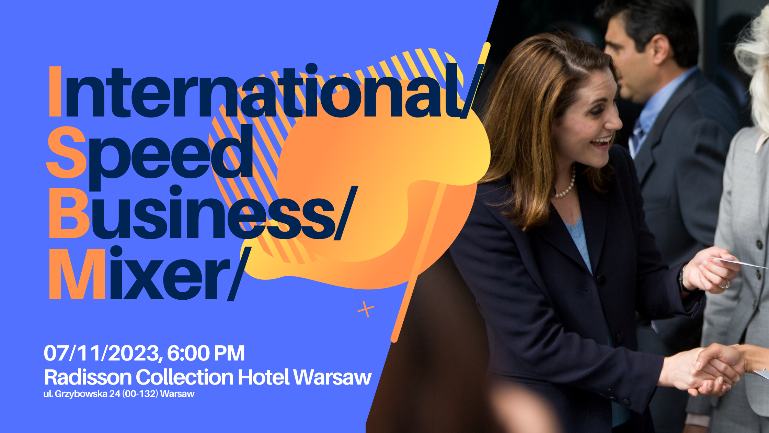 International/
Speed
Business/
Mixer/
07/11/2023, 6:00 PM
Radisson Collection Hotel Warsaw
ul. Grzybowska 24 (00-132) Warsaw